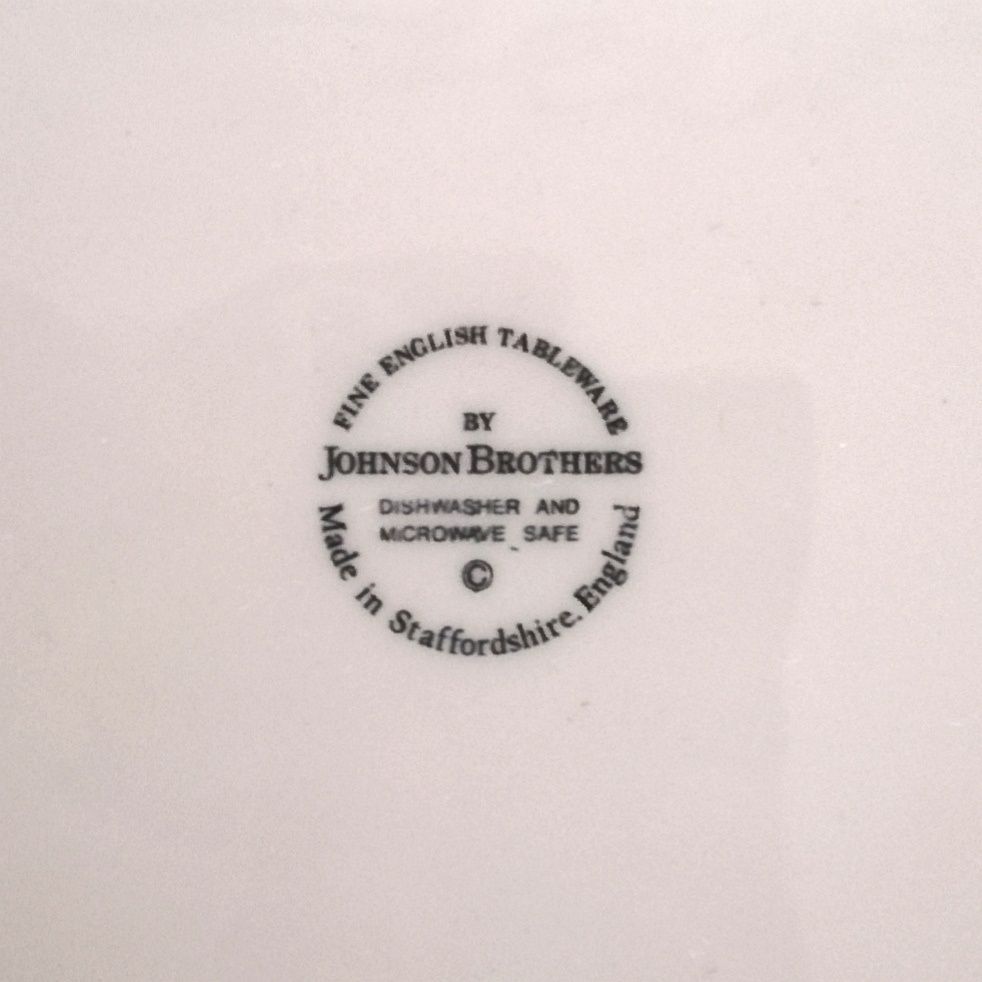 FINE ENGLISH TABLEWARE
BY
JOHNSON BROTHERS
DISHWASHER AND
MICROWAVE SAFE
©
Made in Staffordshire. England